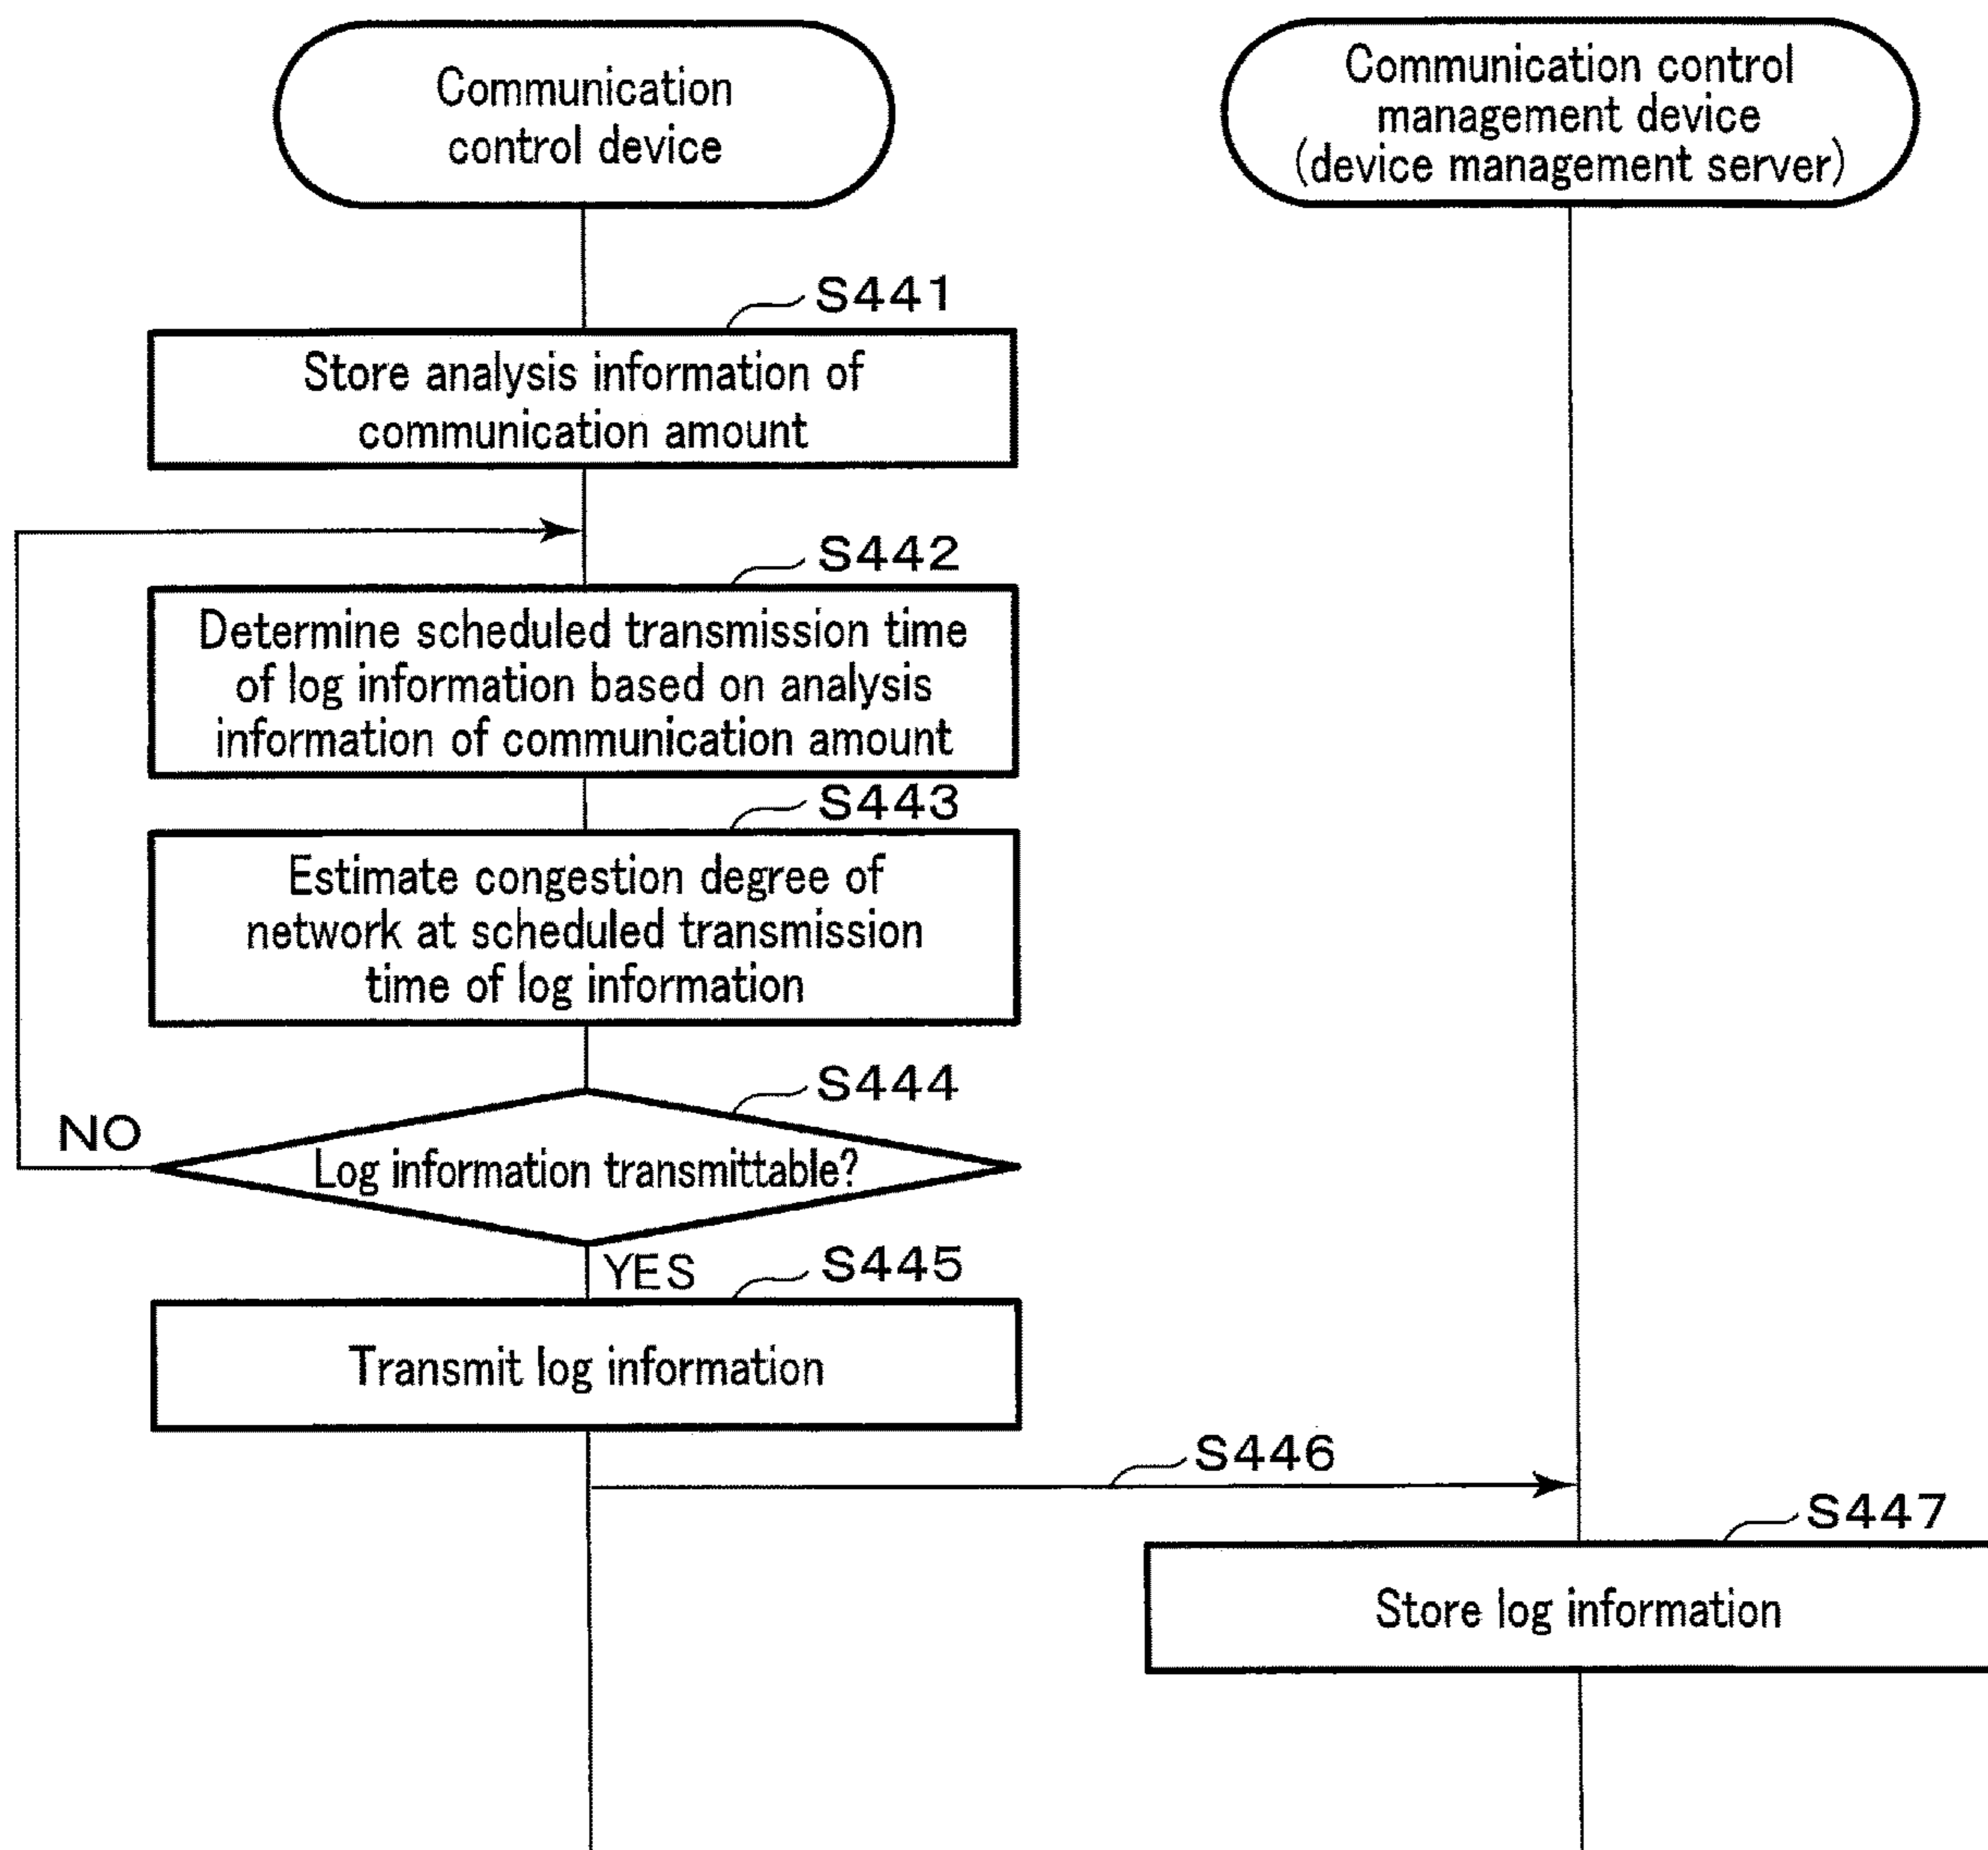 Communication
control device
Communication control
management device
(device management server)
S441
Store analysis information of
communication amount
S442
Determine scheduled transmission time
of log information based on analysis
information of communication amount
S443
Estimate congestion degree of
network at scheduled transmission
time of log information
S444
NO
Log information transmittable?
YES
S445
Transmit log information
S446
S447
Store log information